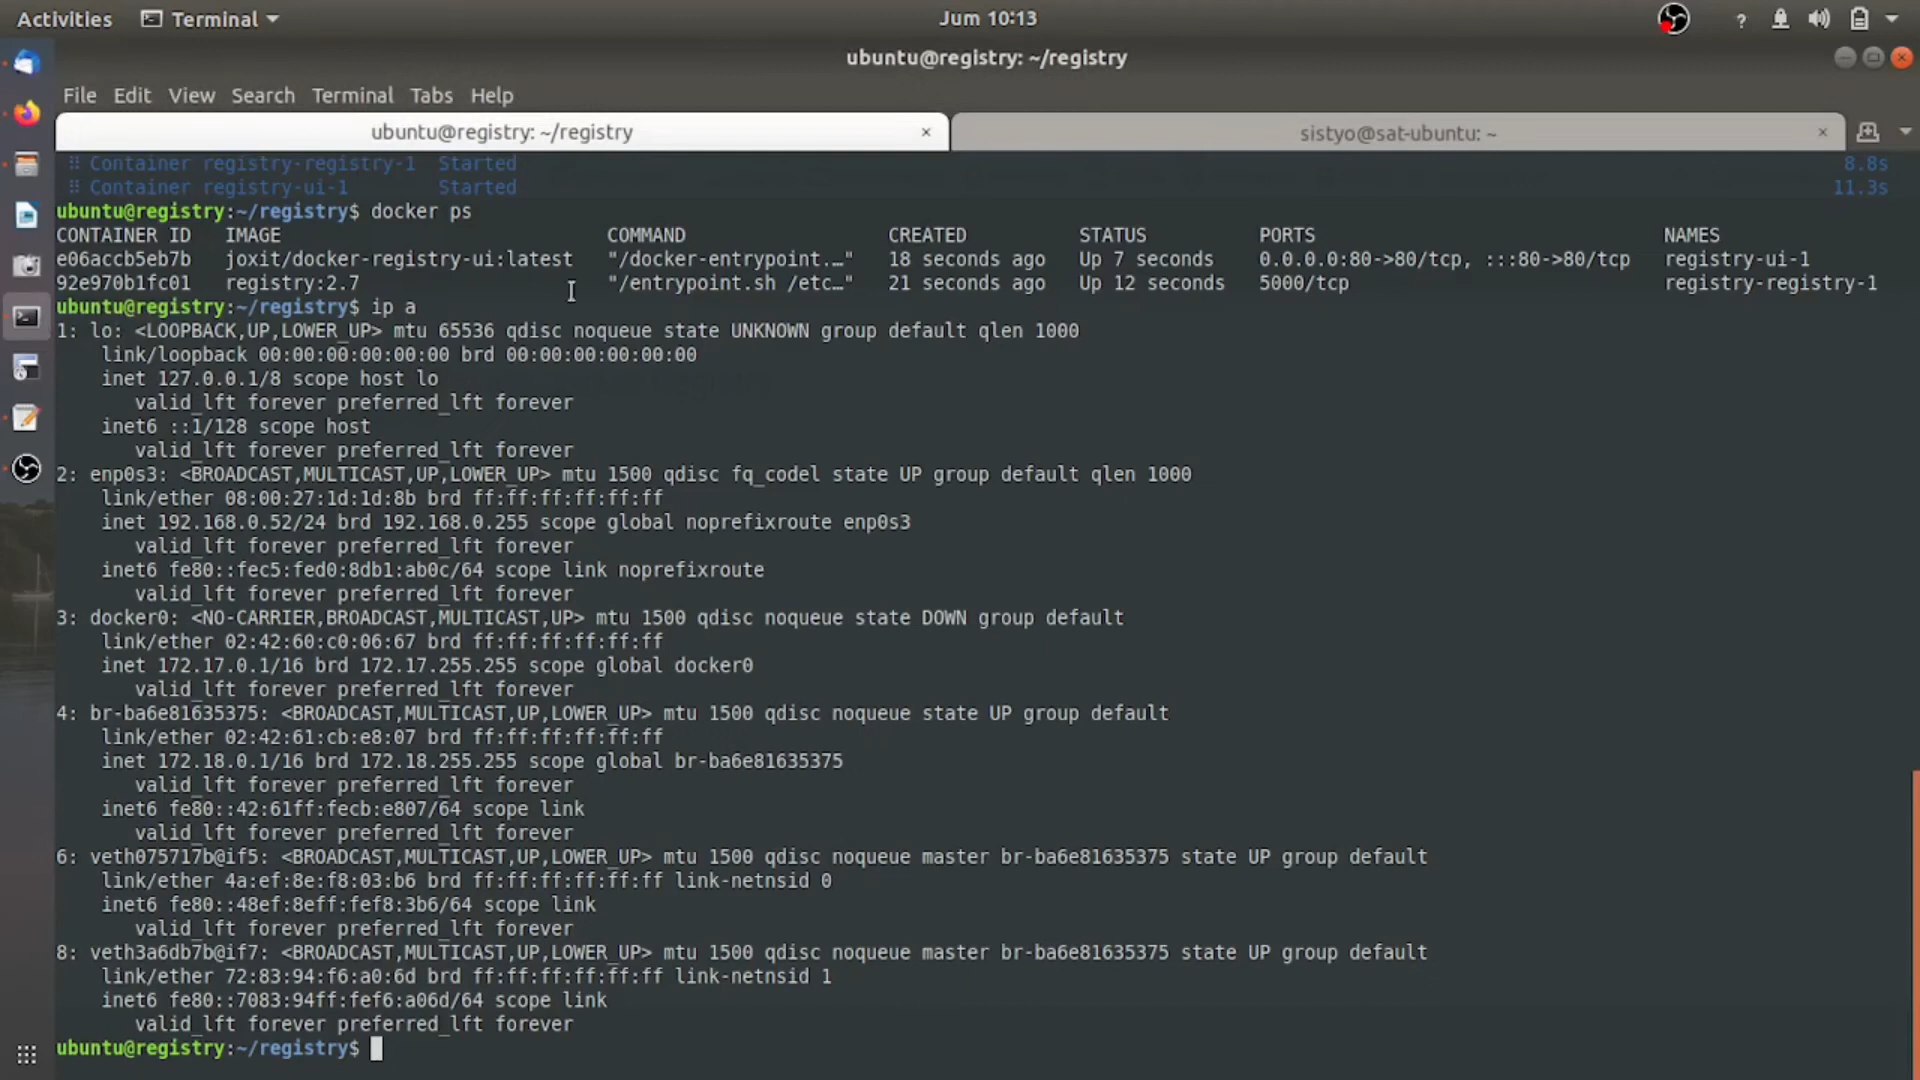 Activities Terminal Jum 10:13 ?
ubuntu@registry: ~/registry
File Edit View Search Terminal Tabs Help
ubuntu@registry: ~/registry × sistyo@sat-ubuntu: ~ ×
⠿ Container registry-registry-1 Started 8.8s
⠿ Container registry-ui-1 Started 11.3s
ubuntu@registry:~/registry$ docker ps
CONTAINER ID IMAGE COMMAND CREATED STATUS PORTS NAMES
e06accb5eb7b joxit/docker-registry-ui:latest "/docker-entrypoint.…" 18 seconds ago Up 7 seconds 0.0.0.0:80->80/tcp, :::80->80/tcp registry-ui-1
92e970b1fc01 registry:2.7 "/entrypoint.sh /etc…" 21 seconds ago Up 12 seconds 5000/tcp registry-registry-1
ubuntu@registry:~/registry$ ip a
1: lo: <LOOPBACK,UP,LOWER_UP> mtu 65536 qdisc noqueue state UNKNOWN group default qlen 1000
link/loopback 00:00:00:00:00:00 brd 00:00:00:00:00:00
inet 127.0.0.1/8 scope host lo
valid_lft forever preferred_lft forever
inet6 ::1/128 scope host
valid_lft forever preferred_lft forever
2: enp0s3: <BROADCAST,MULTICAST,UP,LOWER_UP> mtu 1500 qdisc fq_codel state UP group default qlen 1000
link/ether 08:00:27:1d:1d:8b brd ff:ff:ff:ff:ff:ff
inet 192.168.0.52/24 brd 192.168.0.255 scope global noprefixroute enp0s3
valid_lft forever preferred_lft forever
inet6 fe80::fec5:fed0:8db1:ab0c/64 scope link noprefixroute
valid_lft forever preferred_lft forever
3: docker0: <NO-CARRIER,BROADCAST,MULTICAST,UP> mtu 1500 qdisc noqueue state DOWN group default
link/ether 02:42:60:c0:06:67 brd ff:ff:ff:ff:ff:ff
inet 172.17.0.1/16 brd 172.17.255.255 scope global docker0
valid_lft forever preferred_lft forever
4: br-ba6e81635375: <BROADCAST,MULTICAST,UP,LOWER_UP> mtu 1500 qdisc noqueue state UP group default
link/ether 02:42:61:cb:e8:07 brd ff:ff:ff:ff:ff:ff
inet 172.18.0.1/16 brd 172.18.255.255 scope global br-ba6e81635375
valid_lft forever preferred_lft forever
inet6 fe80::42:61ff:fecb:e807/64 scope link
valid_lft forever preferred_lft forever
6: veth075717b@if5: <BROADCAST,MULTICAST,UP,LOWER_UP> mtu 1500 qdisc noqueue master br-ba6e81635375 state UP group default
link/ether 4a:ef:8e:f8:03:b6 brd ff:ff:ff:ff:ff:ff link-netnsid 0
inet6 fe80::48ef:8eff:fef8:3b6/64 scope link
valid_lft forever preferred_lft forever
8: veth3a6db7b@if7: <BROADCAST,MULTICAST,UP,LOWER_UP> mtu 1500 qdisc noqueue master br-ba6e81635375 state UP group default
link/ether 72:83:94:f6:a0:6d brd ff:ff:ff:ff:ff:ff link-netnsid 1
inet6 fe80::7083:94ff:fef6:a06d/64 scope link
valid_lft forever preferred_lft forever
ubuntu@registry:~/registry$